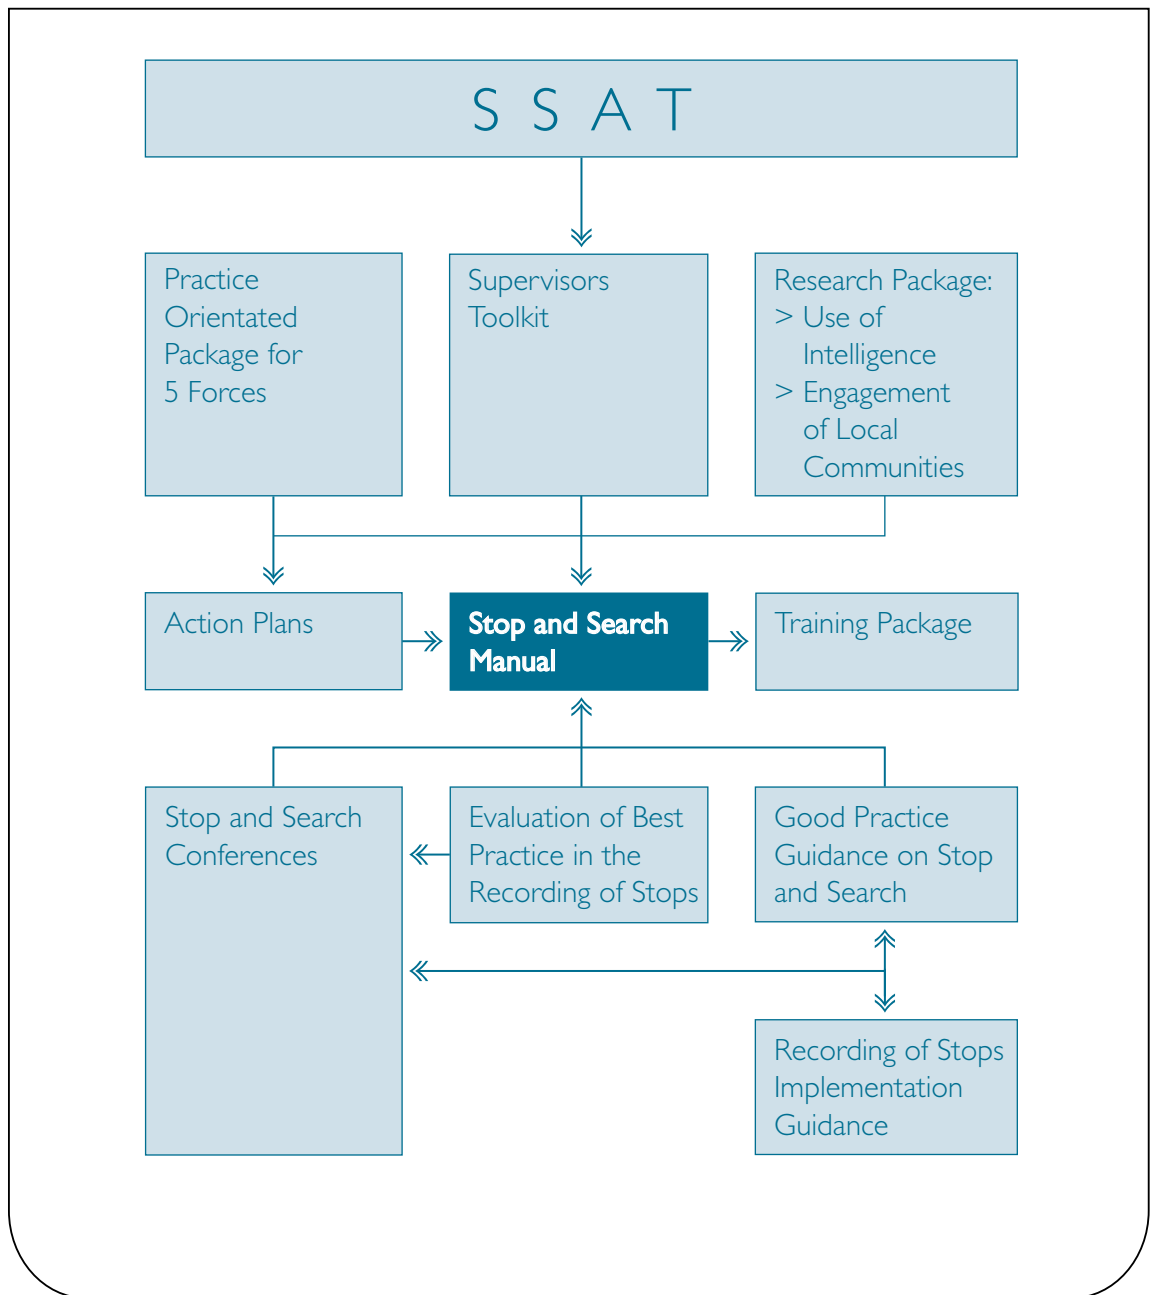 S S A T
Practice
Orientated
Package for
5 Forces
Supervisors
Toolkit
Research Package:
> Use of
Intelligence
> Engagement
of Local
Communities
Action Plans
Stop and Search
Manual
Training Package
Stop and Search
Conferences
Evaluation of Best
Practice in the
Recording of Stops
Good Practice
Guidance on Stop
and Search
Recording of Stops
Implementation
Guidance